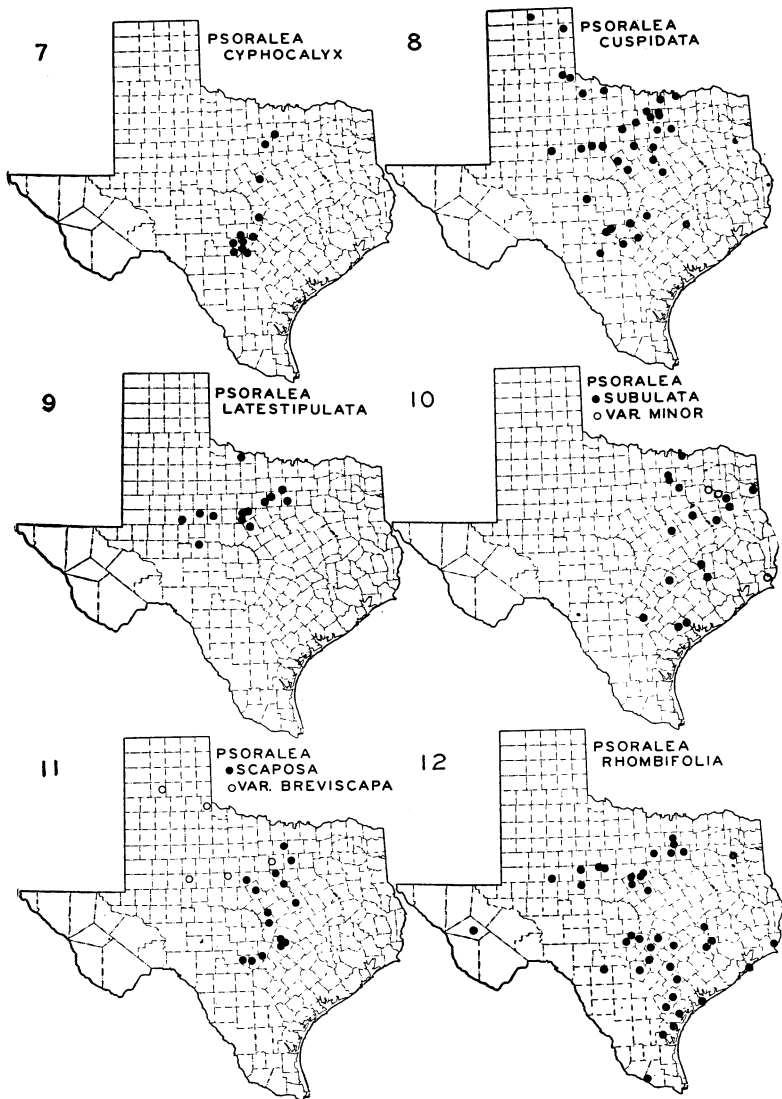 7
PSORALEA
CYPHOCALYX
8
PSORALEA
CUSPIDATA
9
PSORALEA
LATESTIPULATA
10
PSORALEA
● SUBULATA
○ VAR. MINOR
11
PSORALEA
● SCAPOSA
○ VAR. BREVISCAPA
12
PSORALEA
RHOMBIFOLIA